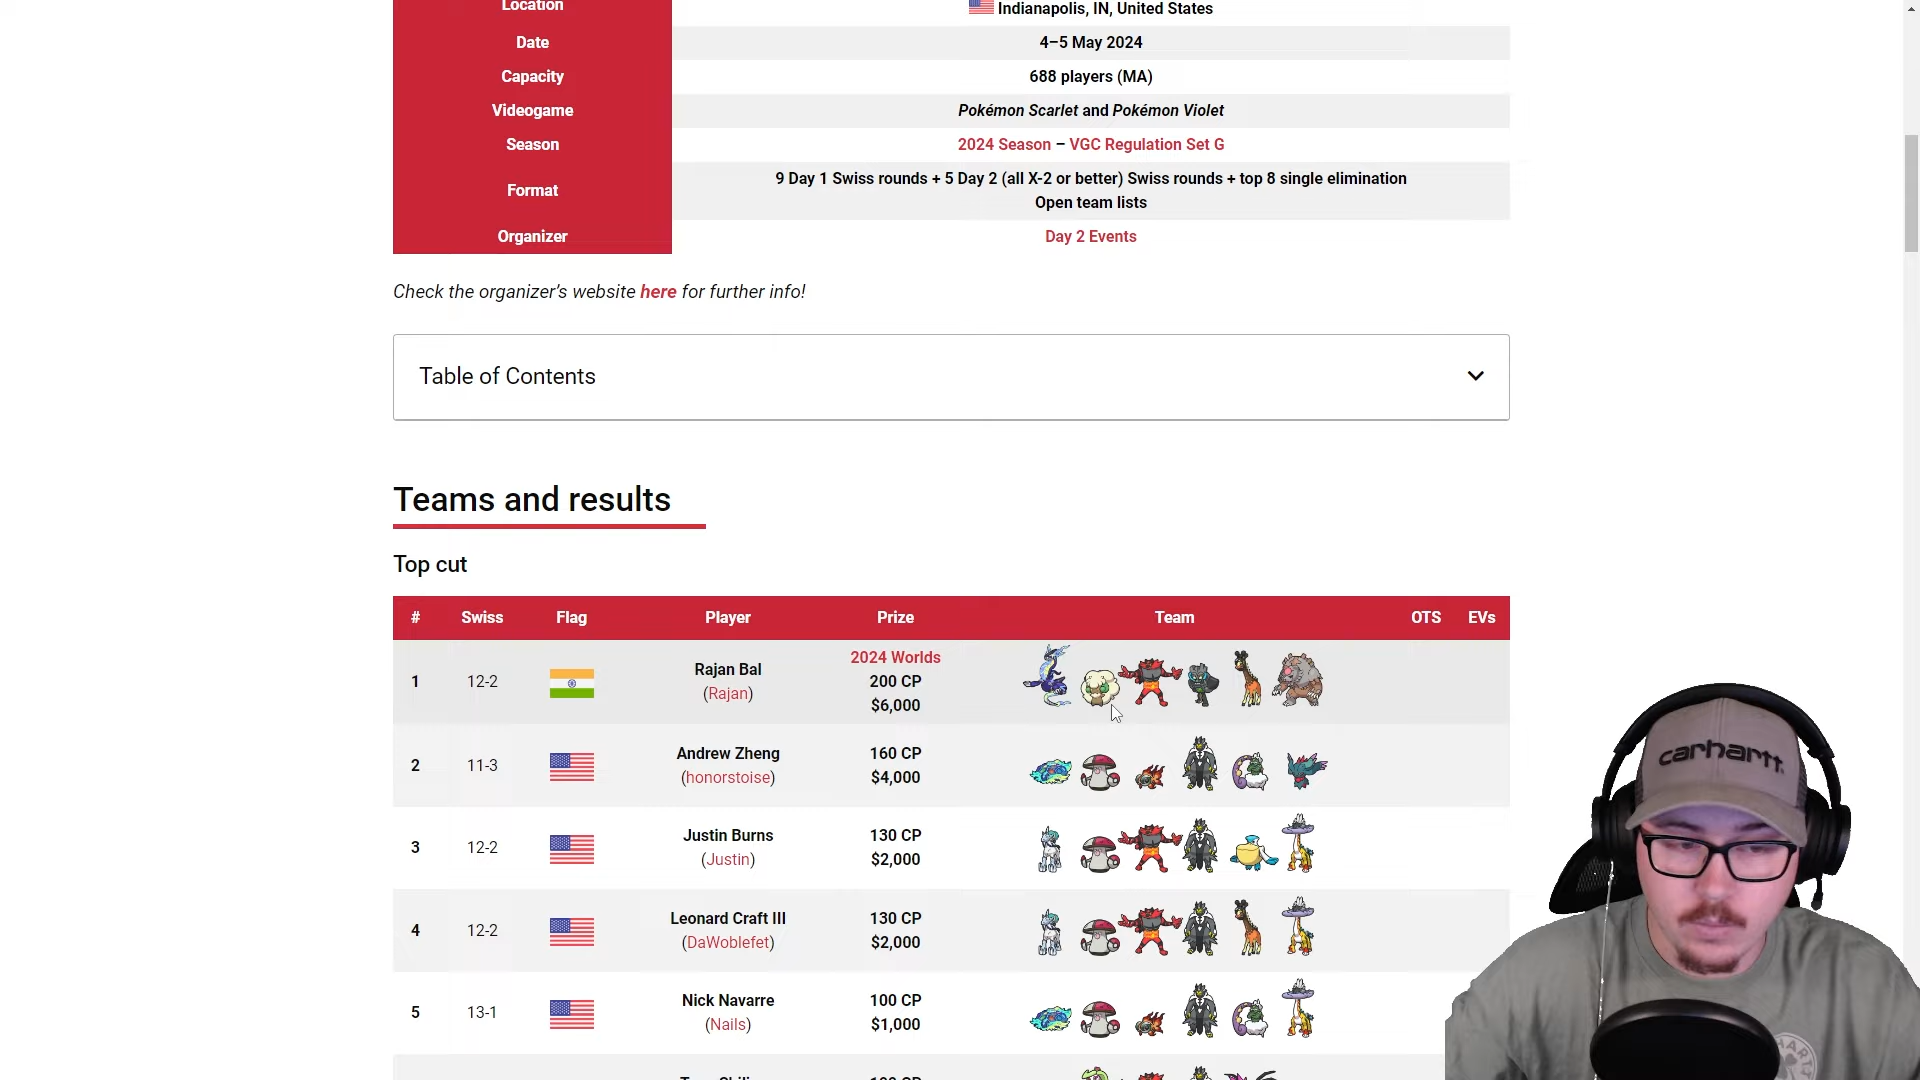 Location
Indianapolis, IN, United States
Date
4–5 May 2024
Capacity
688 players (MA)
Videogame
Pokémon Scarlet and Pokémon Violet
Season
2024 Season – VGC Regulation Set G
Format
9 Day 1 Swiss rounds + 5 Day 2 (all X-2 or better) Swiss rounds + top 8 single elimination
Open team lists
Organizer
Day 2 Events
Check the organizer's website here for further info!
Table of Contents
Teams and results
Top cut
# Swiss Flag Player Prize Team OTS EVs
1 12-2 Rajan Bal (Rajan) 2024 Worlds 200 CP $6,000
2 11-3 Andrew Zheng (honorstoise) 160 CP $4,000
3 12-2 Justin Burns (Justin) 130 CP $2,000
4 12-2 Leonard Craft III (DaWoblefet) 130 CP $2,000
5 13-1 Nick Navarre (Nails) 100 CP $1,000
carhartt